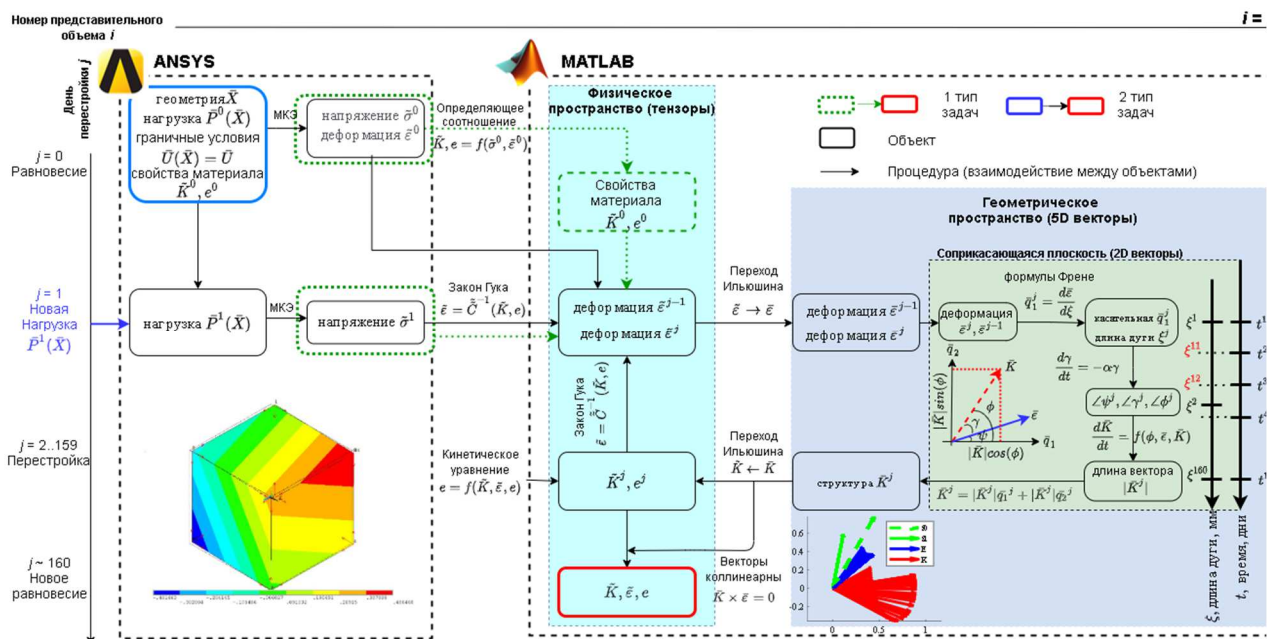 Номер представительного
объема i
i =
День
перестройки j
ANSYS
MATLAB
геометрия X̄
нагрузка P̄⁰(X̄)
граничные условия
Ū(X̄) = Ū
свойства материала
K̃⁰, e⁰
МКЭ
напряжение σ̃⁰
деформация ε̃⁰
Определяющее
соотношение
K̃, e = f(σ̃⁰, ε̃⁰)
Физическое
пространство (тензоры)
Свойства
материала
K̃⁰, e⁰
1 тип
задач
2 тип
задач
Объект
Процедура (взаимодействие между объектами)
j = 0
Равновесие
j = 1
Новая
Нагрузка
P̄¹(X̄)
нагрузка P̄¹(X̄)
МКЭ
напряжение σ̃¹
Закон Гука
ε̃ = C̃⁻¹(K̃, e)
деформация ε̃ʲ⁻¹
деформация ε̃ʲ
Переход
Ильюшина
ε̃ → ε̄
Геометрическое
пространство (5D векторы)
деформация ε̄ʲ⁻¹
деформация ε̄ʲ
Соприкасающаяся плоскость (2D векторы)
формулы Френе
деформация
ε̄ʲ, ε̄ʲ⁻¹
q̄₁ʲ = dε̄/dξ
касательная q̄₁ʲ
длина дуги ξʲ
dγ/dt = −αγ
∠ψʲ, ∠γʲ, ∠ϕʲ
dK̄/dt = f(ϕ, ε̄, K̄)
длина вектора
|K̄ʲ|
q̄₂
K̄
|K̄|sin(ϕ)
ϕ
γ
ψ
ε̄
q̄₁
|K̄|cos(ϕ)
ξ¹
ξ¹¹
ξ¹²
ξ²
ξ¹⁶⁰
t¹
t²
t³
ξ, длина дуги, мм
t, время, дни
j = 2..159
Перестройка
Закон Гука
ε̃ = C̃⁻¹(K̃, e)
Кинетическое
уравнение
e = f(K̃, ε̃, e)
K̃ʲ, eʲ
Переход
Ильюшина
K̃ ← K̄
структура K̄ʲ
K̄ʲ = |K̄ʲ|q̄₁ʲ + |K̄ʲ|q̄₂ʲ
j ~ 160
Новое
равновесие
K̃, ε̃, e
Векторы
коллинеарны
K̄ × ε̄ = 0
0.6
0.4
0.2
0
-0.2
0
0.5
1